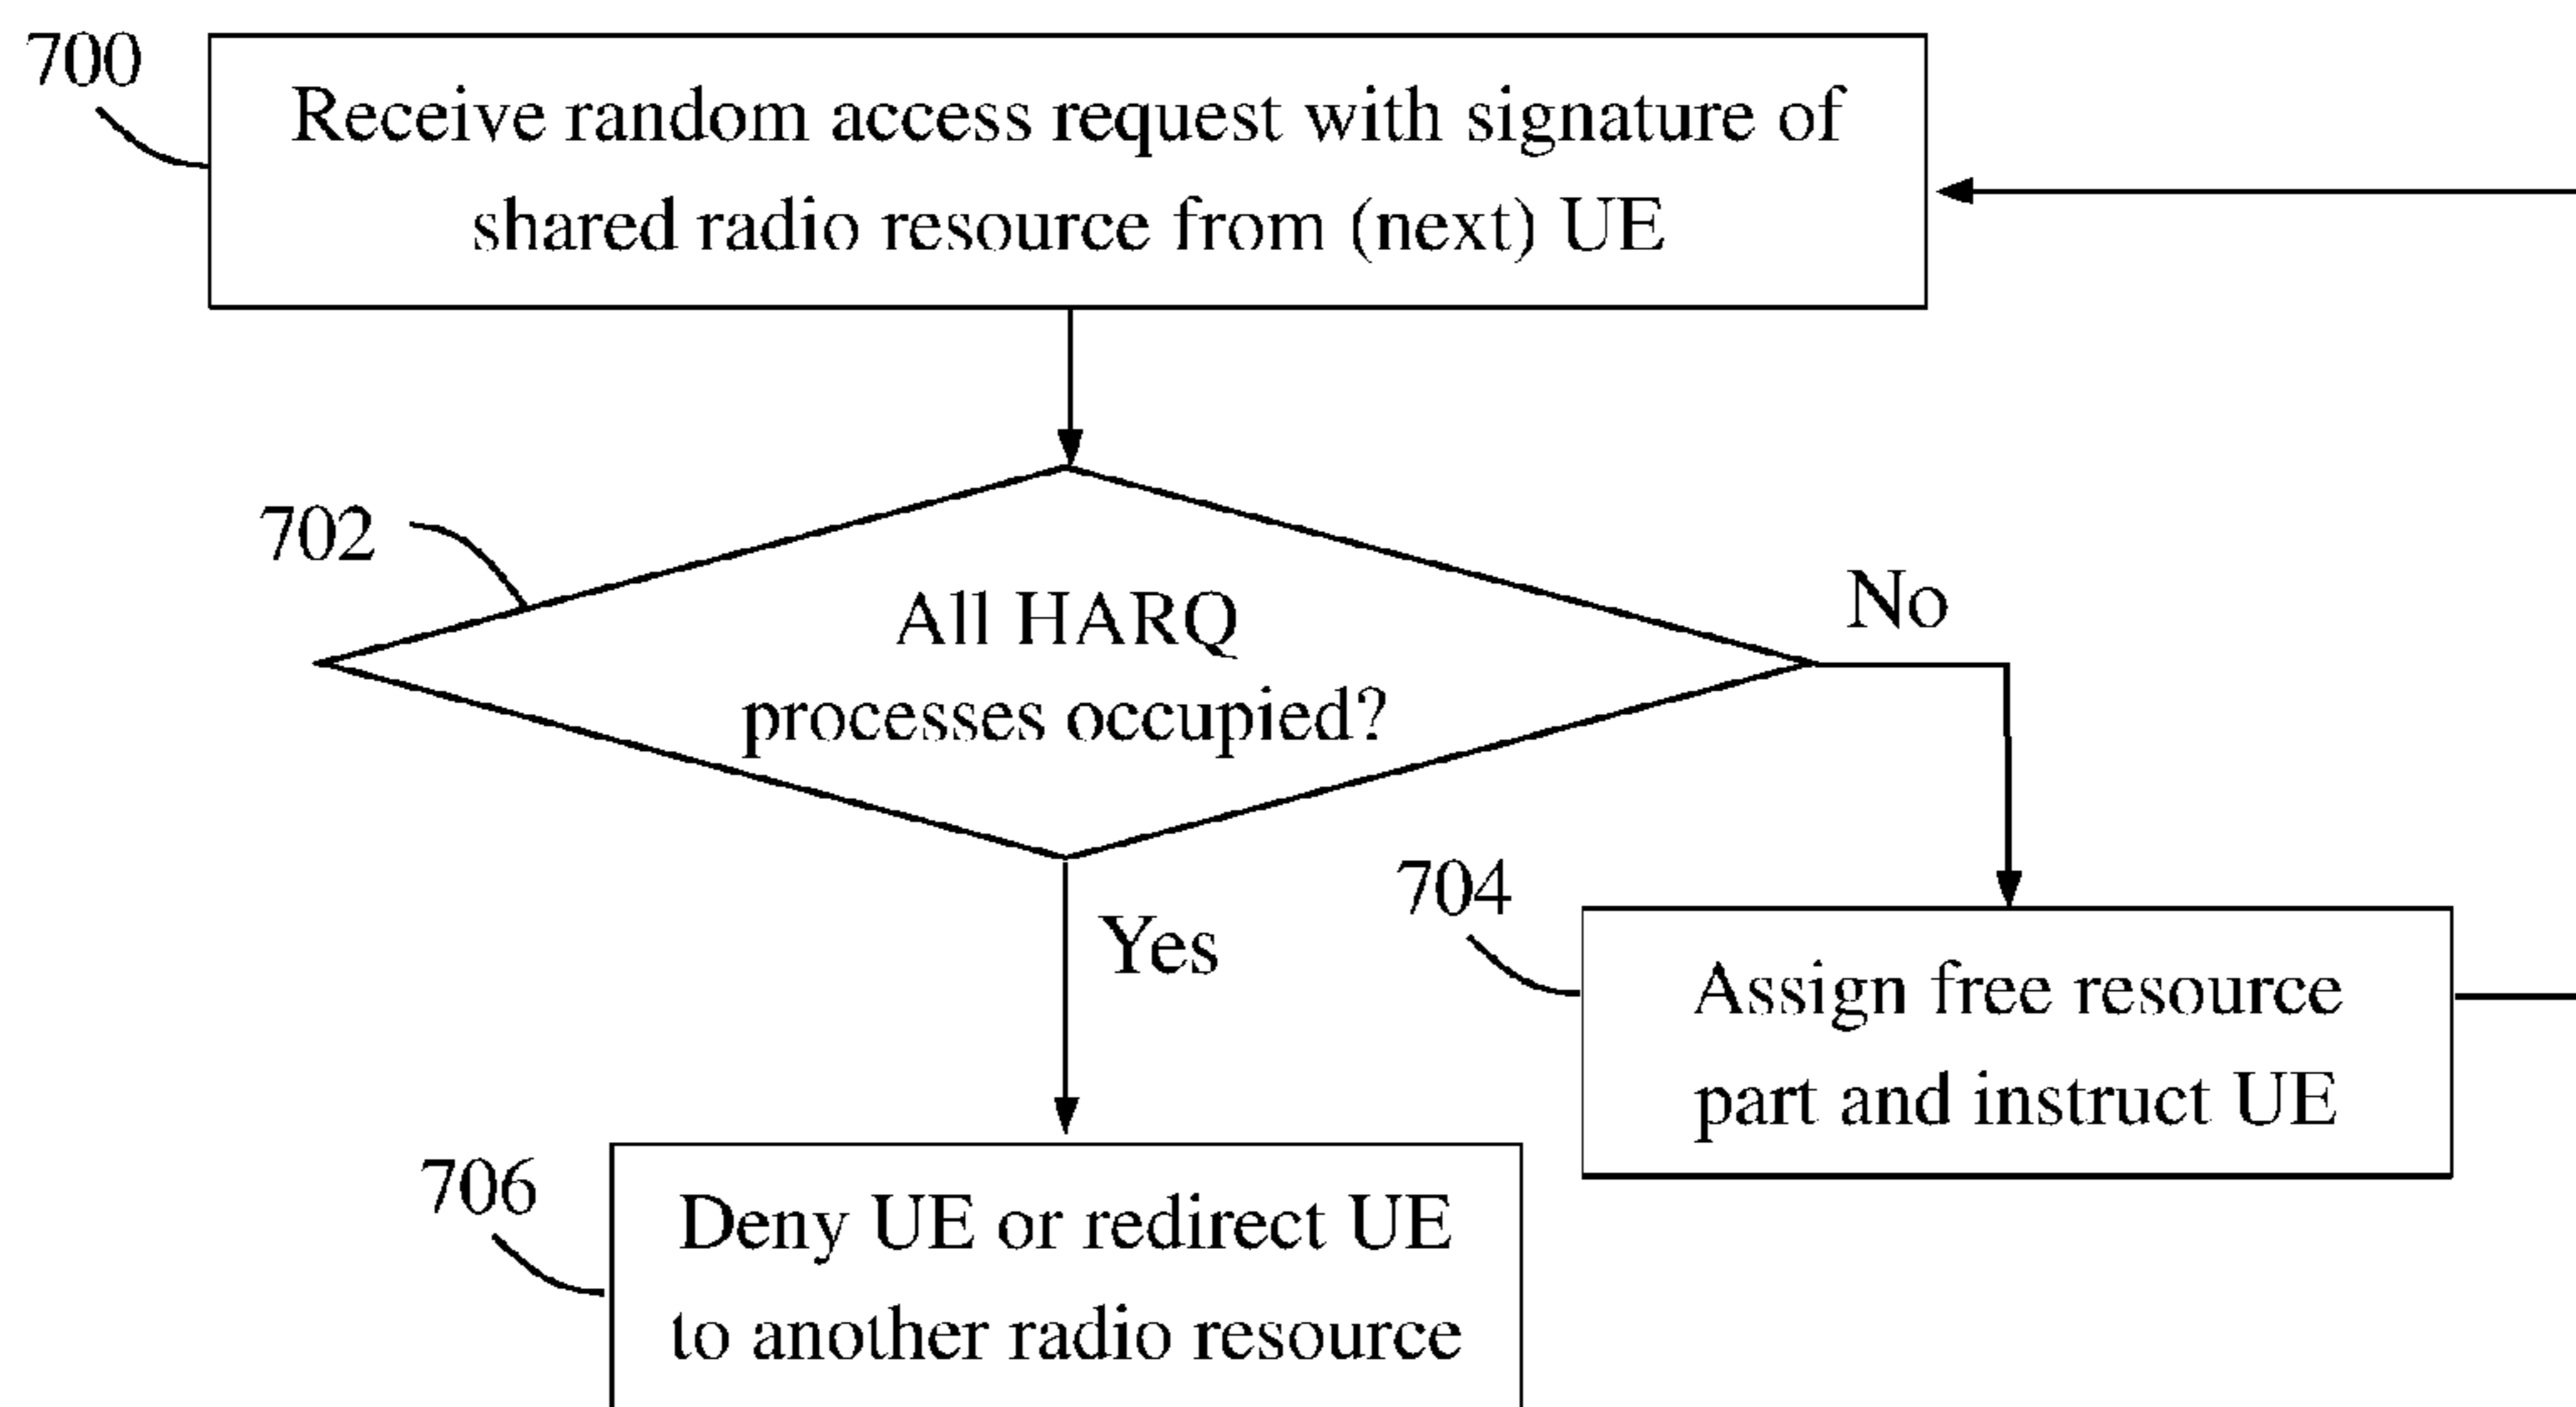 700
Receive random access request with signature of
shared radio resource from (next) UE
702
All HARQ
processes occupied?
No
Yes
704
Assign free resource
part and instruct UE
706
Deny UE or redirect UE
to another radio resource